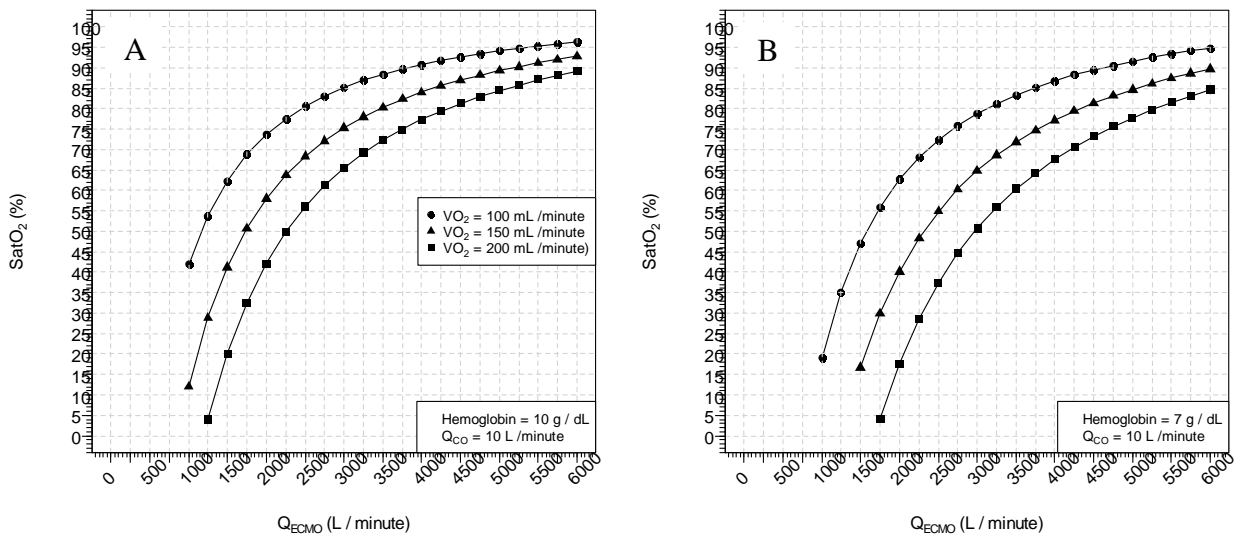 A
100
95
90
85
80
75
70
65
60
55
50
45
40
35
30
25
20
15
10
5
0
SatO₂ (%)
VO₂ = 100 mL /minute
VO₂ = 150 mL /minute
VO₂ = 200 mL /minute)
Hemoglobin = 10 g / dL
Q_CO = 10 L /minute
0 500 1000 1500 2000 2500 3000 3500 4000 4500 5000 5500 6000
Q_ECMO (L / minute)
B
100
95
90
85
80
75
70
65
60
55
50
45
40
35
30
25
20
15
10
5
0
SatO₂ (%)
Hemoglobin = 7 g / dL
Q_CO = 10 L /minute
0 500 1000 1500 2000 2500 3000 3500 4000 4500 5000 5500 6000
Q_ECMO (L / minute)